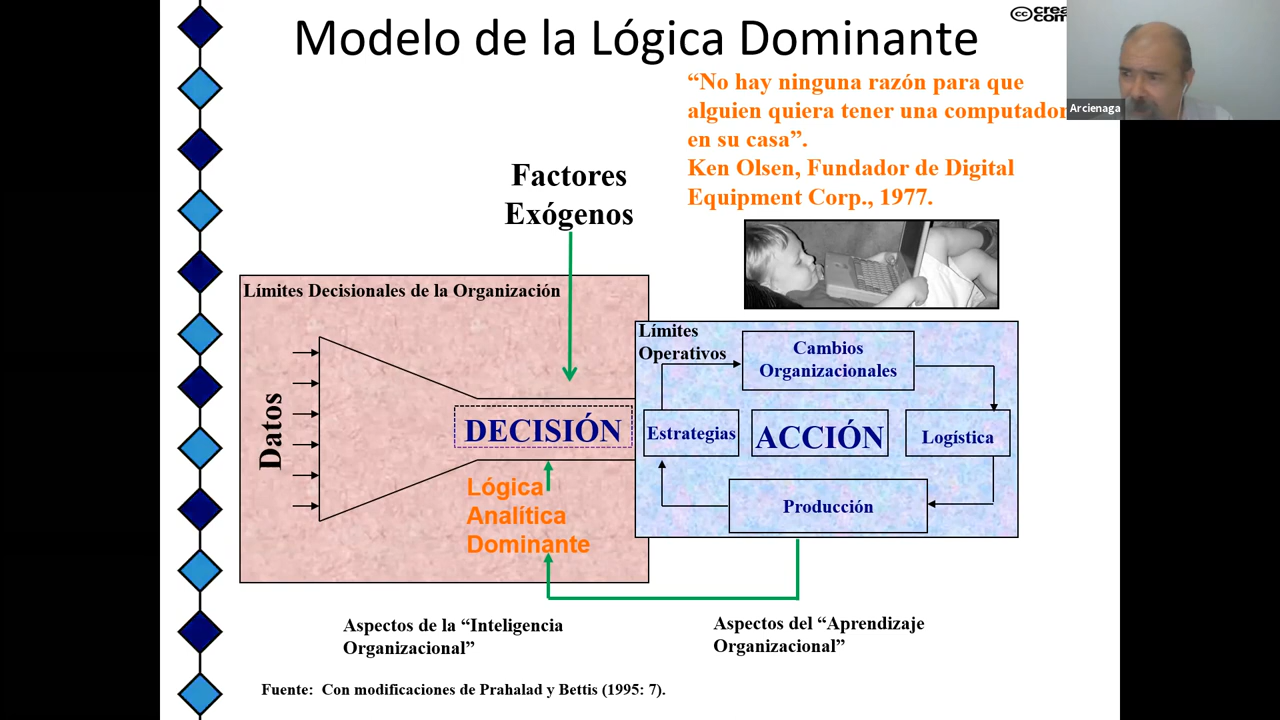 Modelo de la Lógica Dominante
Arcienaga
“No hay ninguna razón para que
alguien quiera tener una computador
en su casa”.
Ken Olsen, Fundador de Digital
Equipment Corp., 1977.
Factores
Exógenos
Límites Decisionales de la Organización
Datos
DECISIÓN
Lógica
Analítica
Dominante
Límites
Operativos
Cambios
Organizacionales
Estrategias
ACCIÓN
Logística
Producción
Aspectos de la “Inteligencia
Organizacional”
Aspectos del “Aprendizaje
Organizacional”
Fuente: Con modificaciones de Prahalad y Bettis (1995: 7).